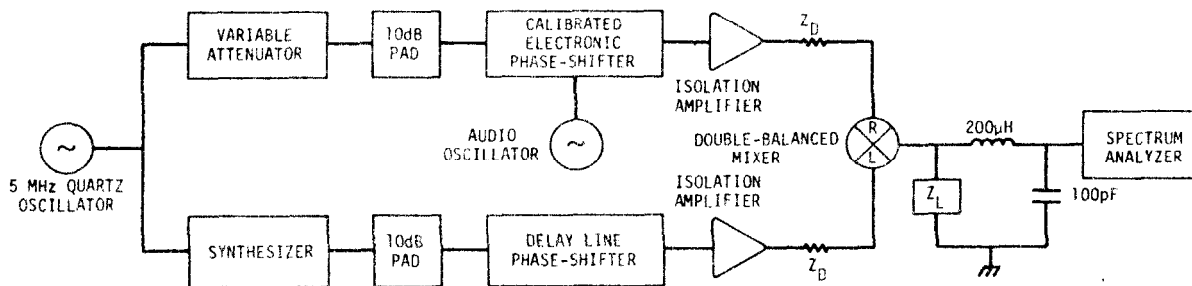 VARIABLE
ATTENUATOR
10dB
PAD
CALIBRATED
ELECTRONIC
PHASE-SHIFTER
Z_D
ISOLATION
AMPLIFIER
AUDIO
OSCILLATOR
~
~
5 MHz QUARTZ
OSCILLATOR
DOUBLE-BALANCED
MIXER
R
L
200μH
SPECTRUM
ANALYZER
Z_L
100pF
ISOLATION
AMPLIFIER
SYNTHESIZER
10dB
PAD
DELAY LINE
PHASE-SHIFTER
Z_D